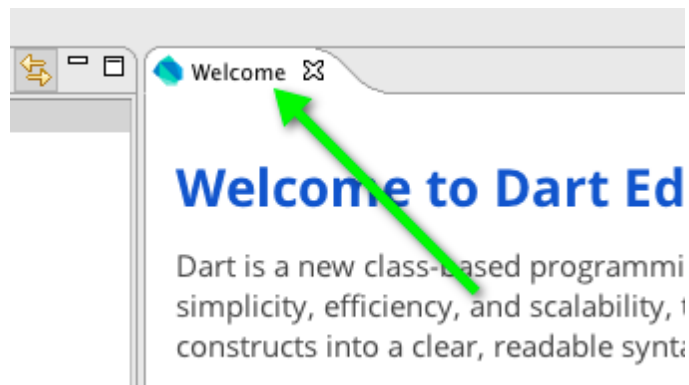 Welcome
Welcome to Dart Ed
Dart is a new class-based programmi
simplicity, efficiency, and scalability, t
constructs into a clear, readable synta